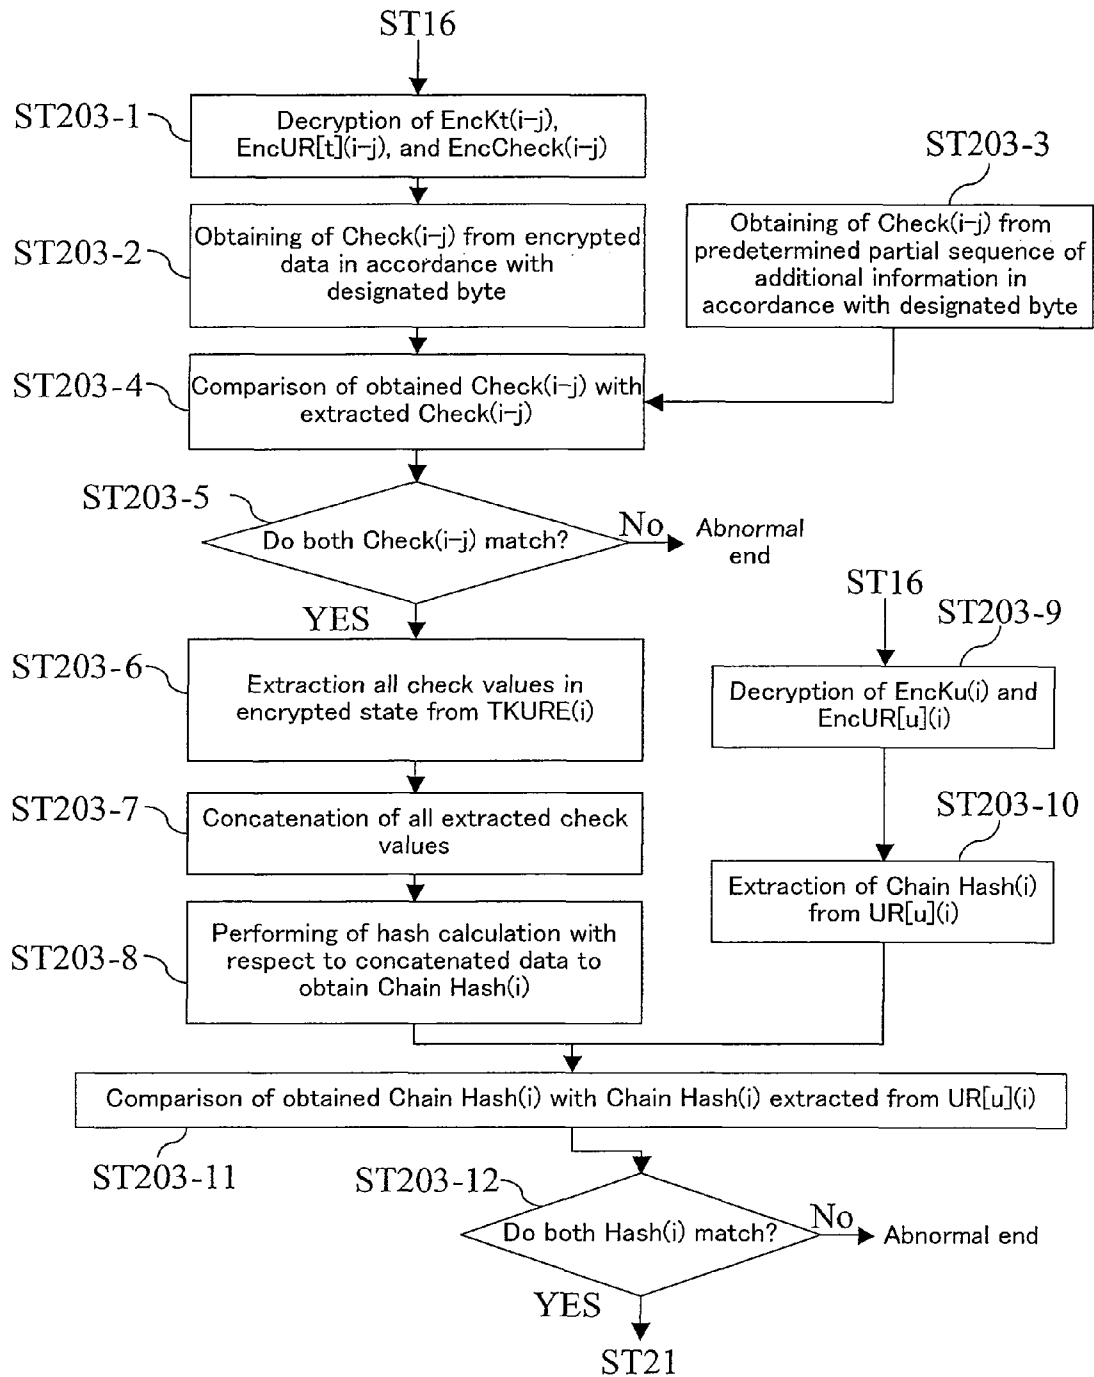 ST16
ST203-1
Decryption of EncKt(i-j),
EncUR[t](i-j), and EncCheck(i-j)
ST203-3
ST203-2
Obtaining of Check(i-j) from encrypted
data in accordance with
designated byte
Obtaining of Check(i-j) from
predetermined partial sequence of
additional information in
accordance with designated byte
ST203-4
Comparison of obtained Check(i-j) with
extracted Check(i-j)
ST203-5
Do both Check(i-j) match?
No
Abnormal
end
YES
ST16
ST203-9
ST203-6
Extraction all check values in
encrypted state from TKURE(i)
Decryption of EncKu(i) and
EncUR[u](i)
ST203-7
Concatenation of all extracted check
values
ST203-10
Extraction of Chain Hash(i)
from UR[u](i)
ST203-8
Performing of hash calculation with
respect to concatenated data to
obtain Chain Hash(i)
Comparison of obtained Chain Hash(i) with Chain Hash(i) extracted from UR[u](i)
ST203-11
ST203-12
Do both Hash(i) match?
No
Abnormal end
YES
ST21